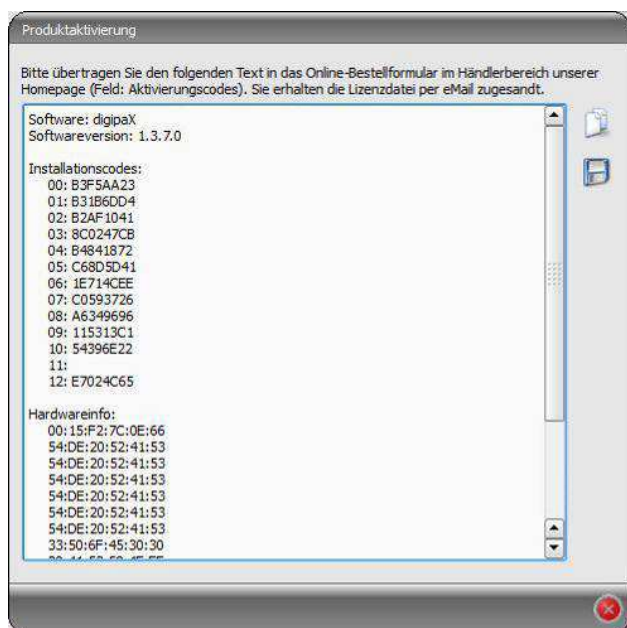 Produktaktivierung
Bitte übertragen Sie den folgenden Text in das Online-Bestellformular im Händlerbereich unserer
Homepage (Feld: Aktivierungscodes). Sie erhalten die Lizenzdatei per eMail zugesandt.
Software: digipaX
Softwareversion: 1.3.7.0
Installationscodes:
00: B3F5AA23
01: B31B6DD4
02: B2AF1041
03: 8C0247CB
04: B4841872
05: C68D5D41
06: 1E714CEE
07: C0593726
08: A6349696
09: 115313C1
10: 54396E22
11:
12: E7024C65
Hardwareinfo:
00:15:F2:7C:0E:66
54:DE:20:52:41:53
54:DE:20:52:41:53
54:DE:20:52:41:53
54:DE:20:52:41:53
54:DE:20:52:41:53
54:DE:20:52:41:53
33:50:6F:45:30:30